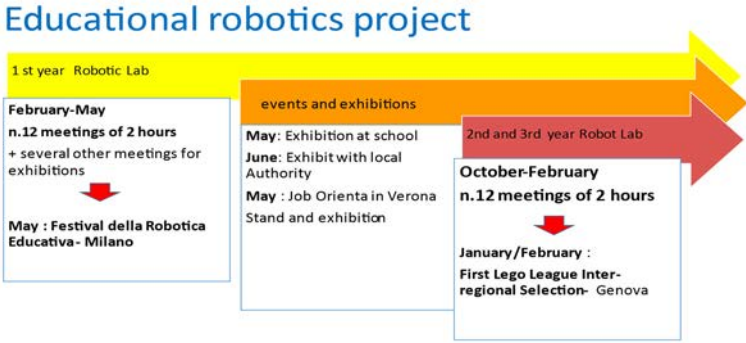 Educational robotics project
1 st year  Robotic Lab
February-May
n.12 meetings of 2 hours
+ several other meetings for
exhibitions
May : Festival della Robotica
Educativa- Milano
events and exhibitions
May: Exhibition at school
June: Exhibit with local
Authority
May : Job Orienta in Verona
Stand and exhibition
2nd and 3rd  year Robot Lab
October-February
n.12 meetings of 2 hours
January/February :
First Lego League Inter-
regional Selection-  Genova